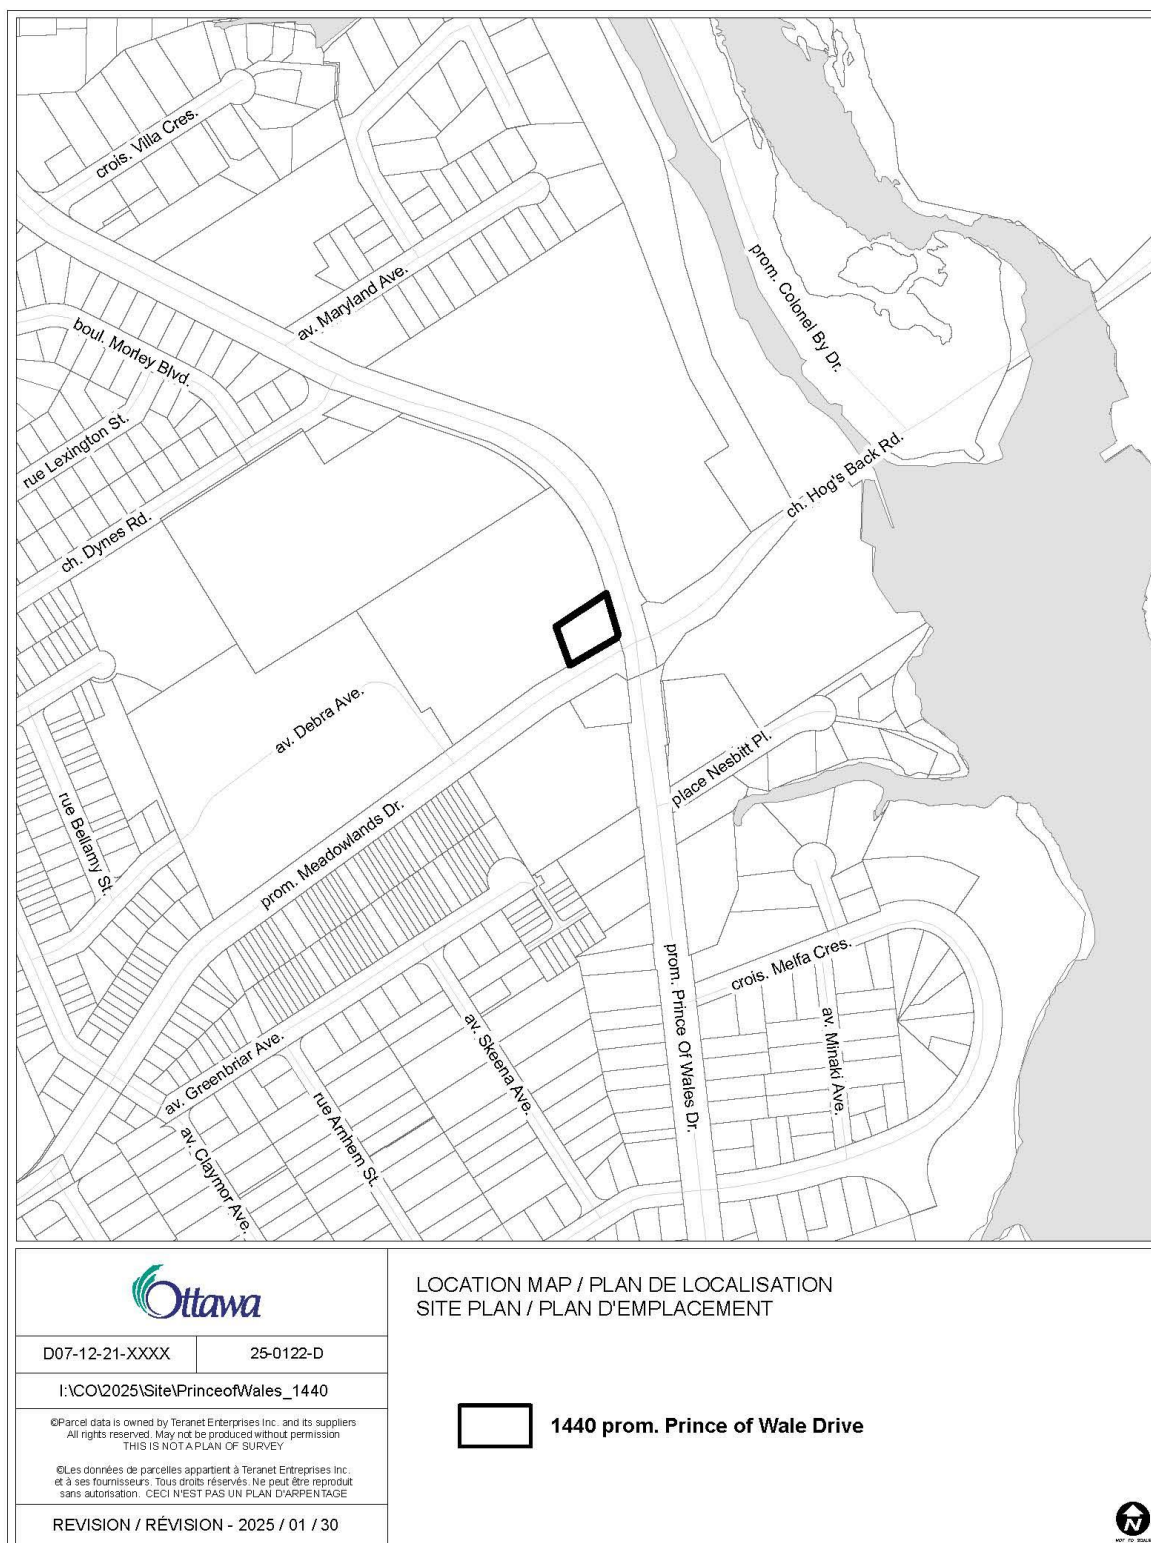 crois. Villa Cres.
av. Maryland Ave.
prom. Colonel By Dr.
boul. Morley Blvd.
rue Lexington St.
ch. Hog's Back Rd.
ch. Dynes Rd.
av. Debra Ave.
place Nesbitt Pl.
rue Bellamy St.
prom. Meadowlands Dr.
crois. Melfa Cres.
prom. Prince Of Wales Dr.
av. Minaki Ave.
av. Skeena Ave.
av. Greenbriar Ave.
rue Arnhem St.
av. Claymor Ave.
Ottawa
LOCATION MAP / PLAN DE LOCALISATION
SITE PLAN / PLAN D'EMPLACEMENT
D07-12-21-XXXX
25-0122-D
I:\CO\2025\Site\PrinceofWales_1440
©Parcel data is owned by Teranet Enterprises Inc. and its suppliers
All rights reserved. May not be produced without permission
THIS IS NOT A PLAN OF SURVEY
©Les données de parcelles appartient à Teranet Entreprises Inc.
et à ses fournisseurs. Tous droits réservés. Ne peut être reproduit
sans autorisation. CECI N'EST PAS UN PLAN D'ARPENTAGE
REVISION / RÉVISION - 2025 / 01 / 30
1440 prom. Prince of Wale Drive
N
NOT TO SCALE